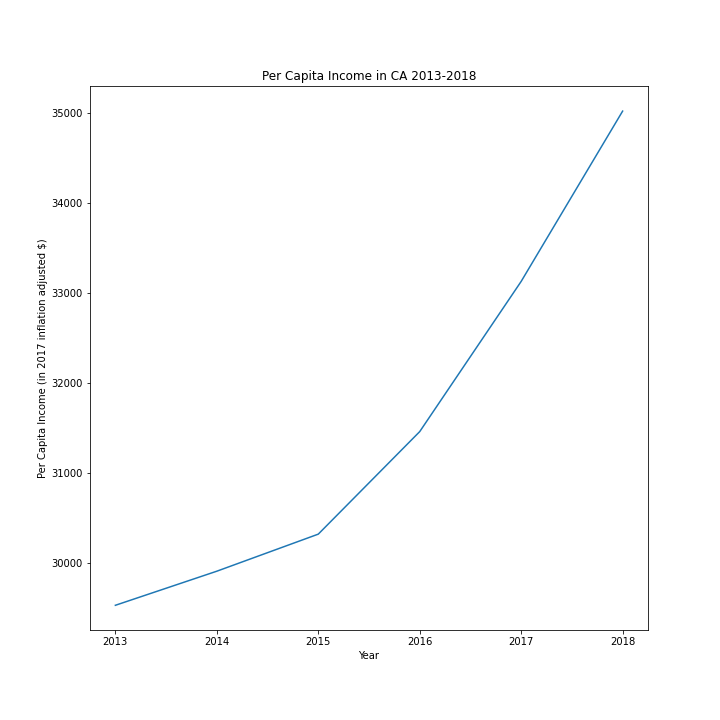 Per Capita Income in CA 2013-2018
Per Capita Income (in 2017 inflation adjusted $)
35000
34000
33000
32000
31000
30000
2013 2014 2015 2016 2017 2018
Year